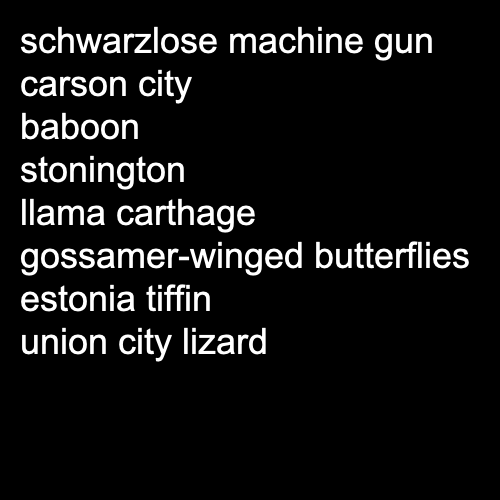 schwarzlose machine gun
carson city
baboon
stonington
llama carthage
gossamer-winged butterflies
estonia tiffin
union city lizard